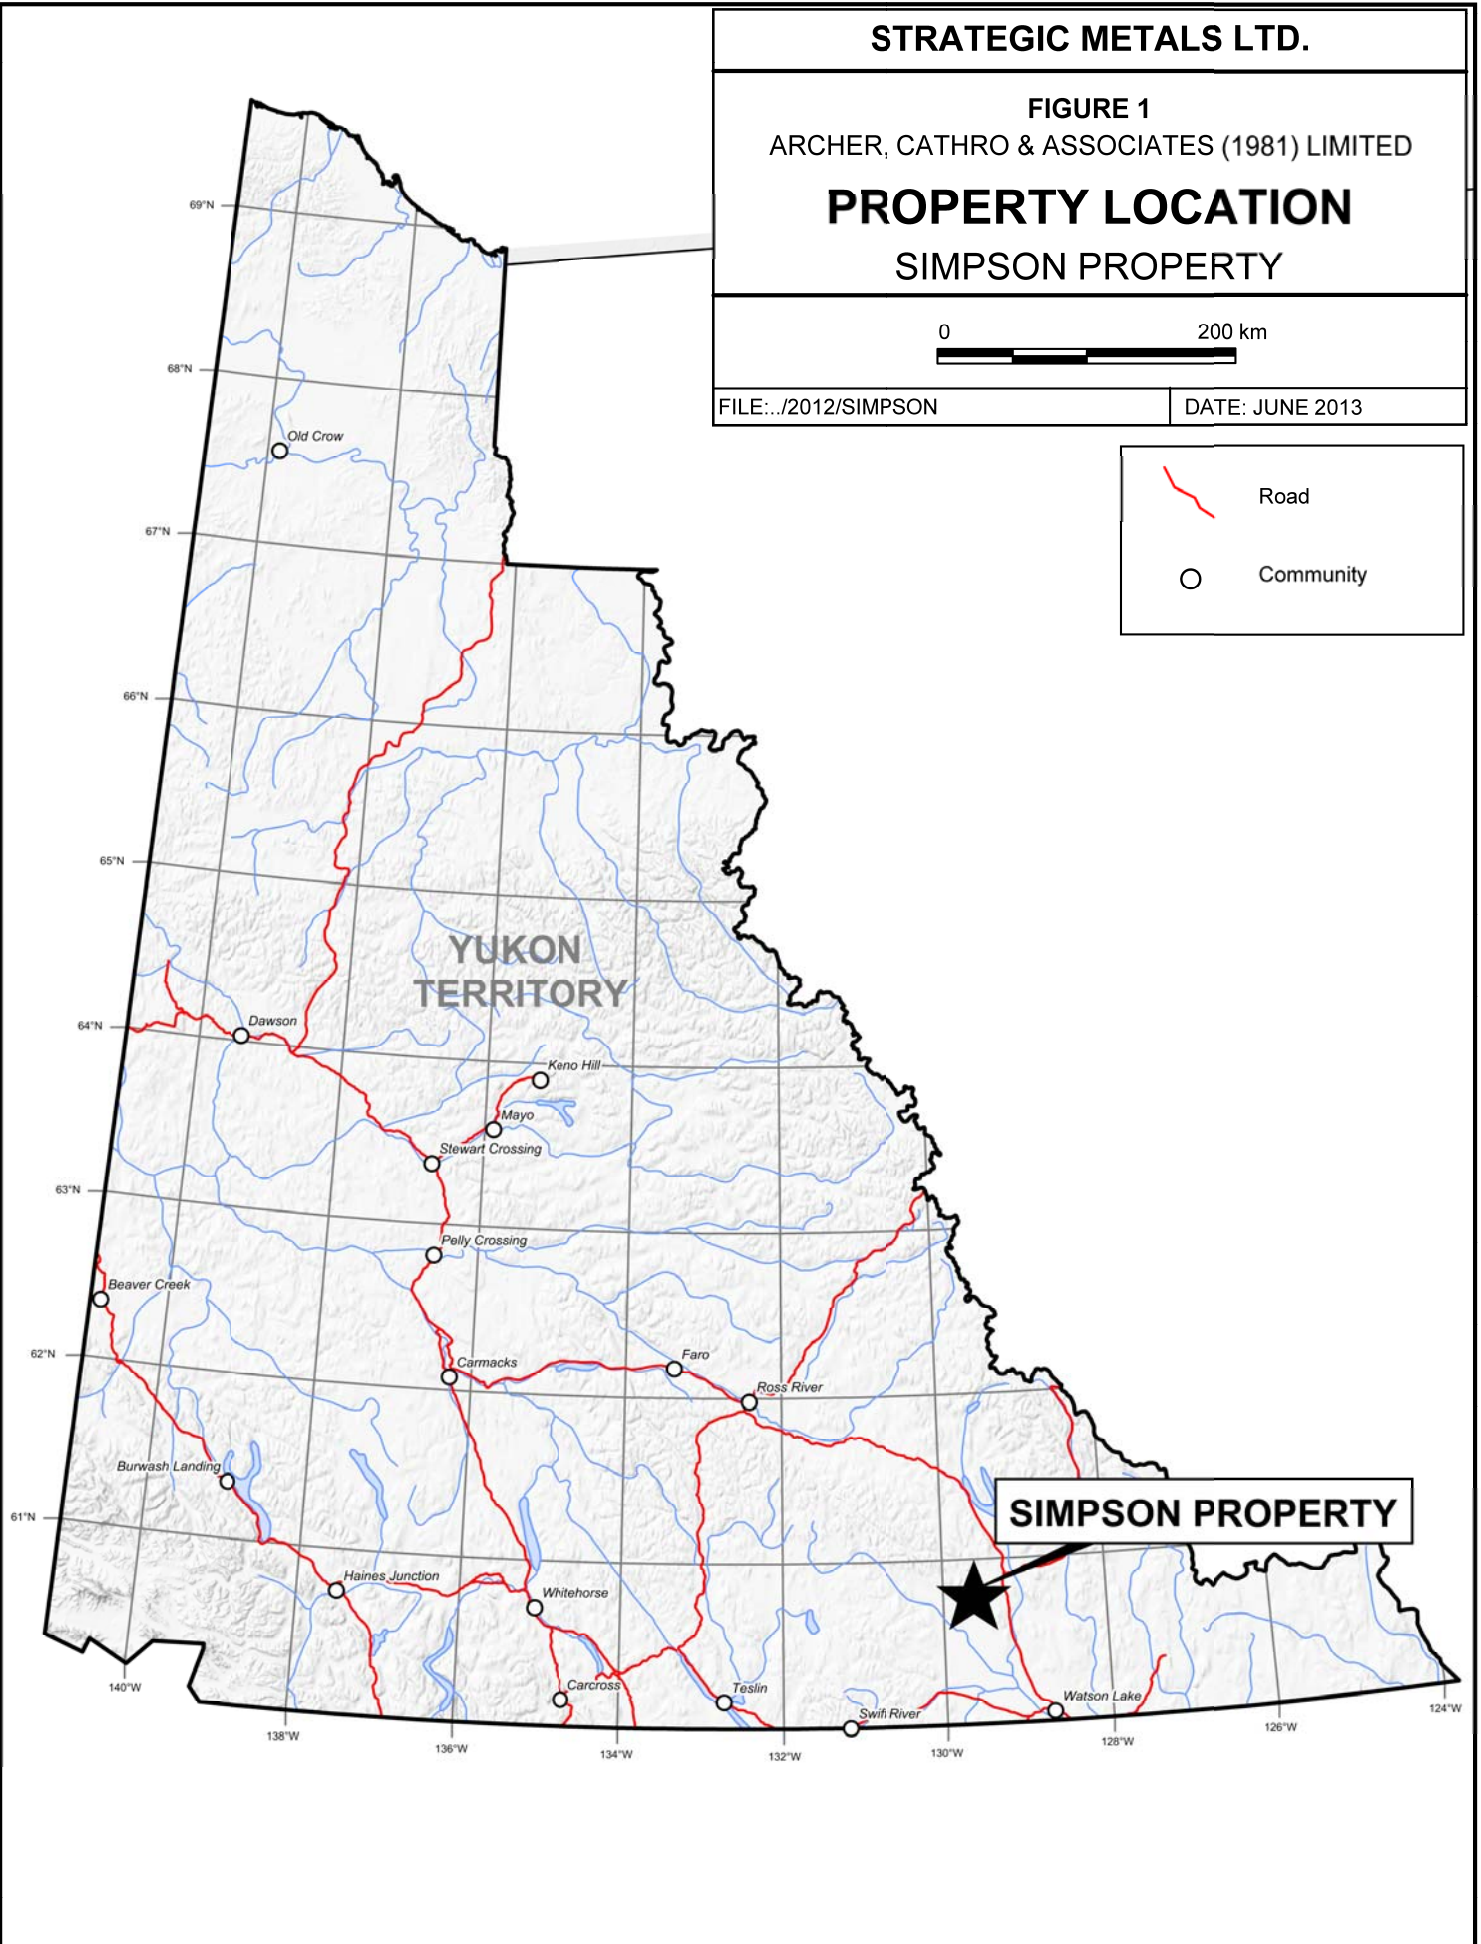 STRATEGIC METALS LTD.
FIGURE 1
ARCHER, CATHRO & ASSOCIATES (1981) LIMITED
PROPERTY LOCATION
SIMPSON PROPERTY
0 200 km
FILE:../2012/SIMPSON DATE: JUNE 2013
Road
Community
69°N
68°N
Old Crow
67°N
66°N
65°N
YUKON
TERRITORY
64°N
Dawson
Keno Hill
Mayo
Stewart Crossing
63°N
Pelly Crossing
Beaver Creek
62°N
Carmacks
Faro
Ross River
Burwash Landing
61°N
SIMPSON PROPERTY
Haines Junction
Whitehorse
Carcross
Teslin
Swift River
Watson Lake
140°W
138°W
136°W
134°W
132°W
130°W
128°W
126°W
124°W